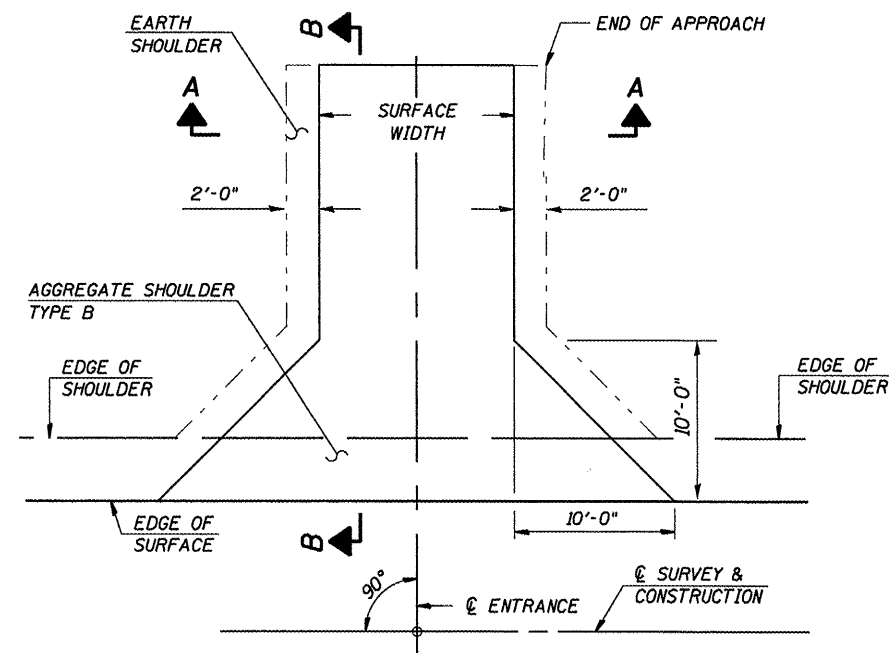 EARTH
SHOULDER
B
END OF APPROACH
A
A
SURFACE
WIDTH
2'-0"
2'-0"
AGGREGATE SHOULDER
TYPE B
EDGE OF
SHOULDER
EDGE OF
SHOULDER
10'-0"
10'-0"
EDGE OF
SURFACE
B
90°
℄ ENTRANCE
℄ SURVEY &
CONSTRUCTION